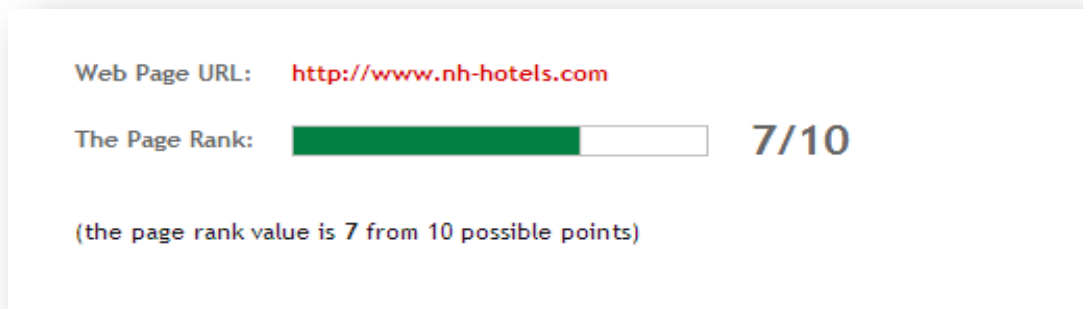 Web Page URL: http://www.nh-hotels.com
The Page Rank: 7/10
(the page rank value is 7 from 10 possible points)